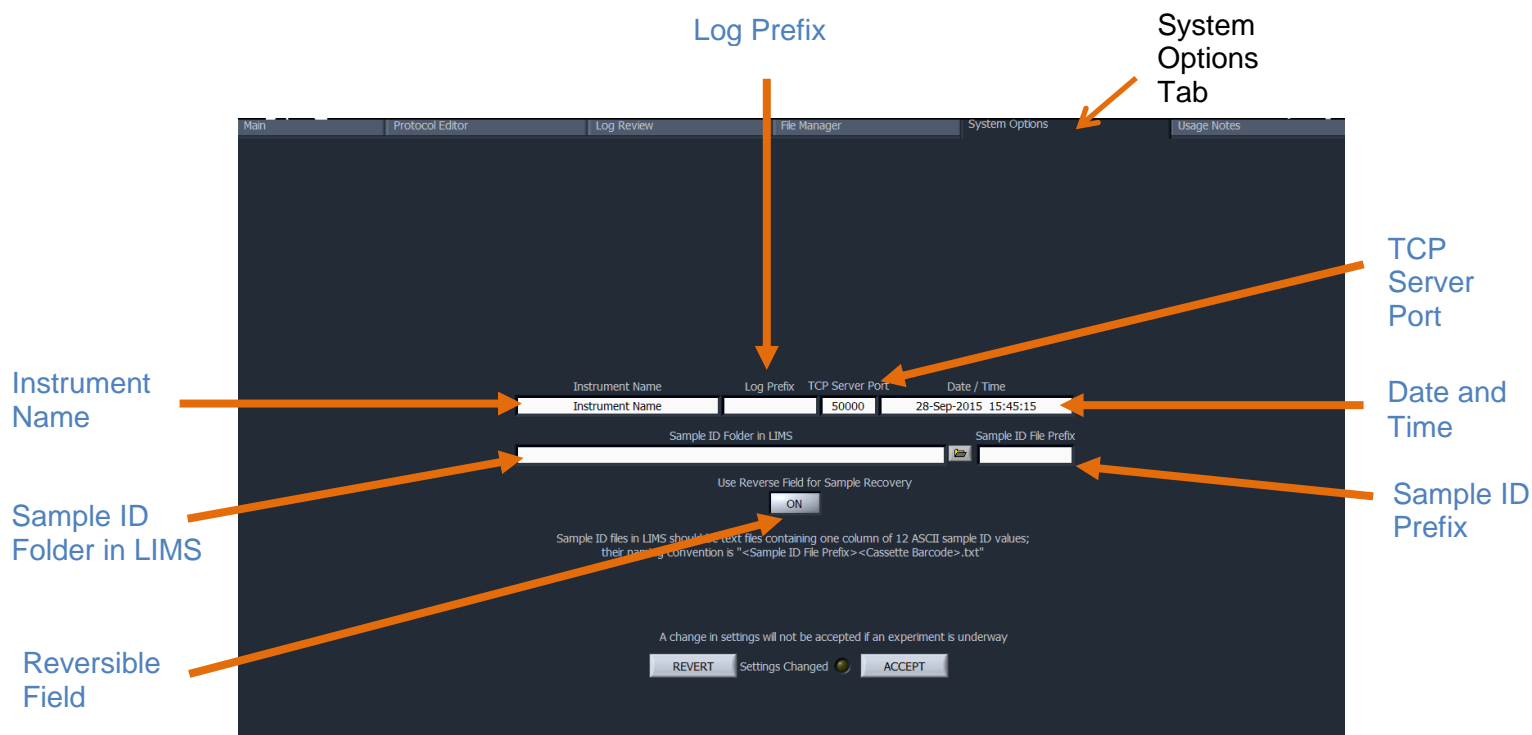 Log Prefix
System
Options
Tab
Main
Protocol Editor
Log Review
File Manager
System Options
Usage Notes
TCP
Server
Port
Instrument
Name
Instrument Name
Log Prefix
TCP Server Port
Date / Time
Instrument Name
50000
28-Sep-2015 15:45:15
Date and
Time
Sample ID Folder in LIMS
Sample ID File Prefix
Use Reverse Field for Sample Recovery
ON
Sample ID
Folder in LIMS
Sample ID
Prefix
Sample ID files in LIMS should be text files containing one column of 12 ASCII sample ID values;
their naming convention is "<Sample ID File Prefix><Cassette Barcode>.txt"
A change in settings will not be accepted if an experiment is underway
REVERT
Settings Changed
ACCEPT
Reversible
Field